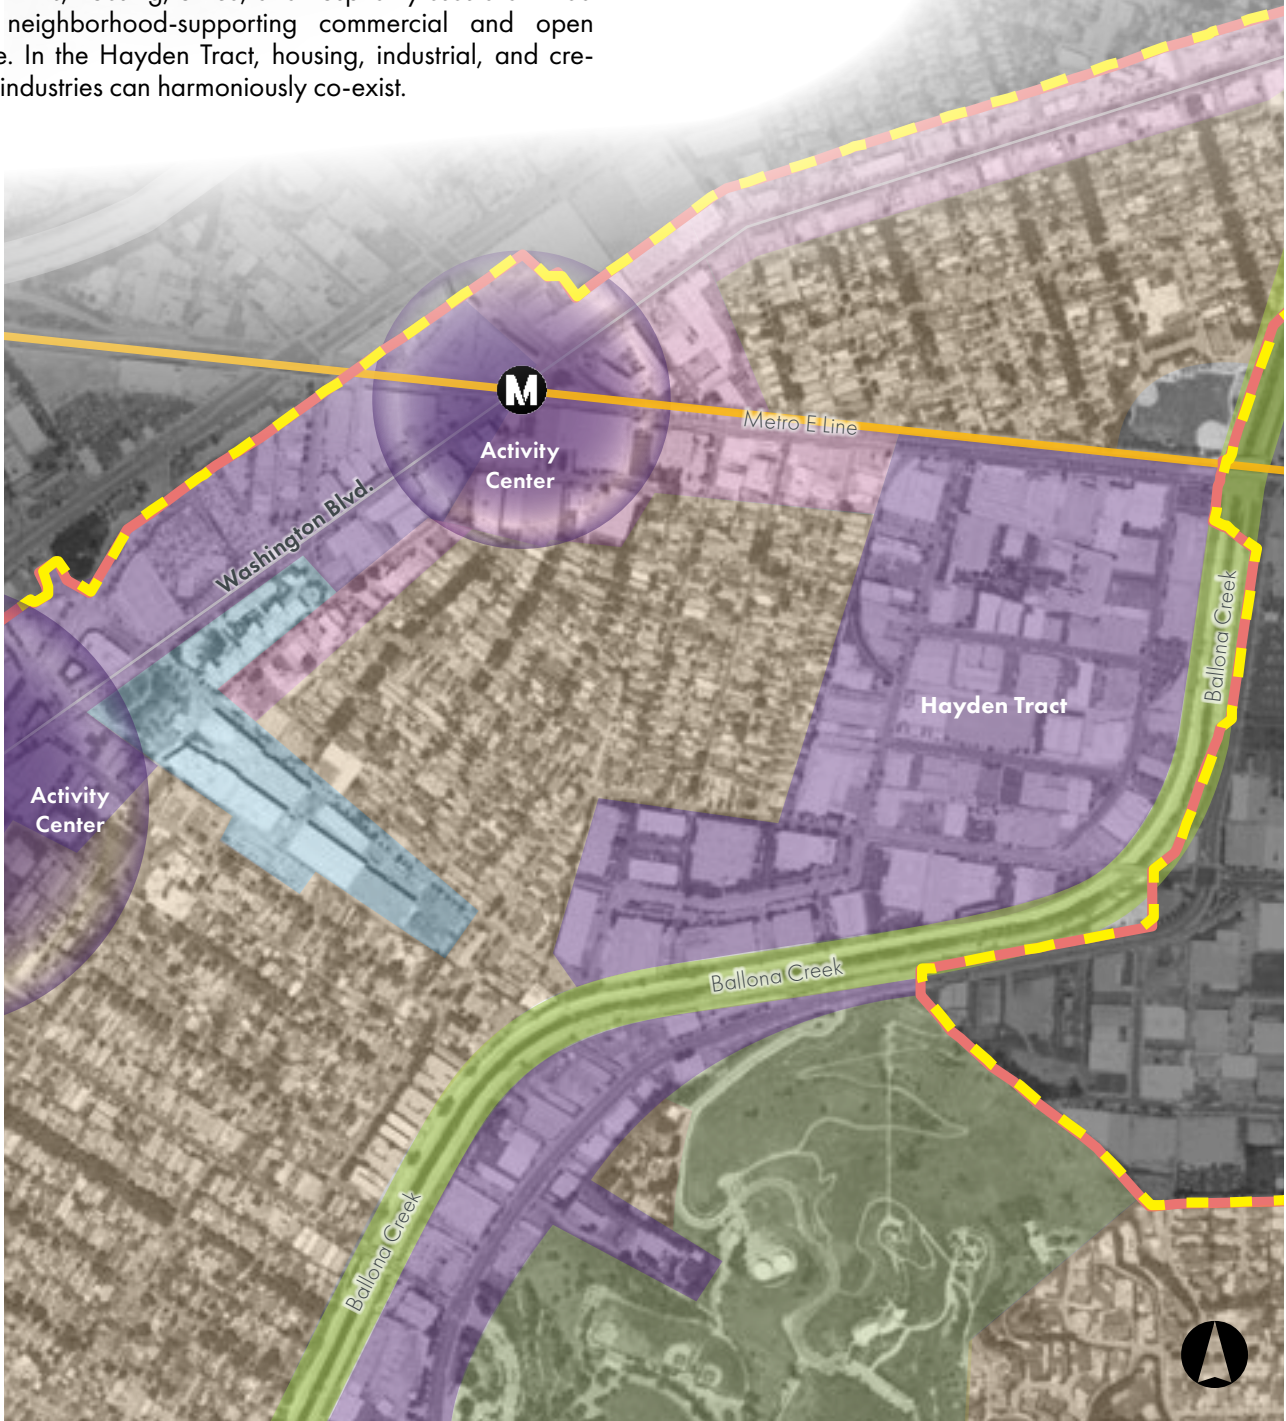 neighborhood-supporting commercial and open
In the Hayden Tract, housing, industrial, and cre-
industries can harmoniously co-exist.
M
Metro E Line
Activity
Center
Washington Blvd.
Ballona Creek
Hayden Tract
Activity
Center
Ballona Creek
Ballona Creek